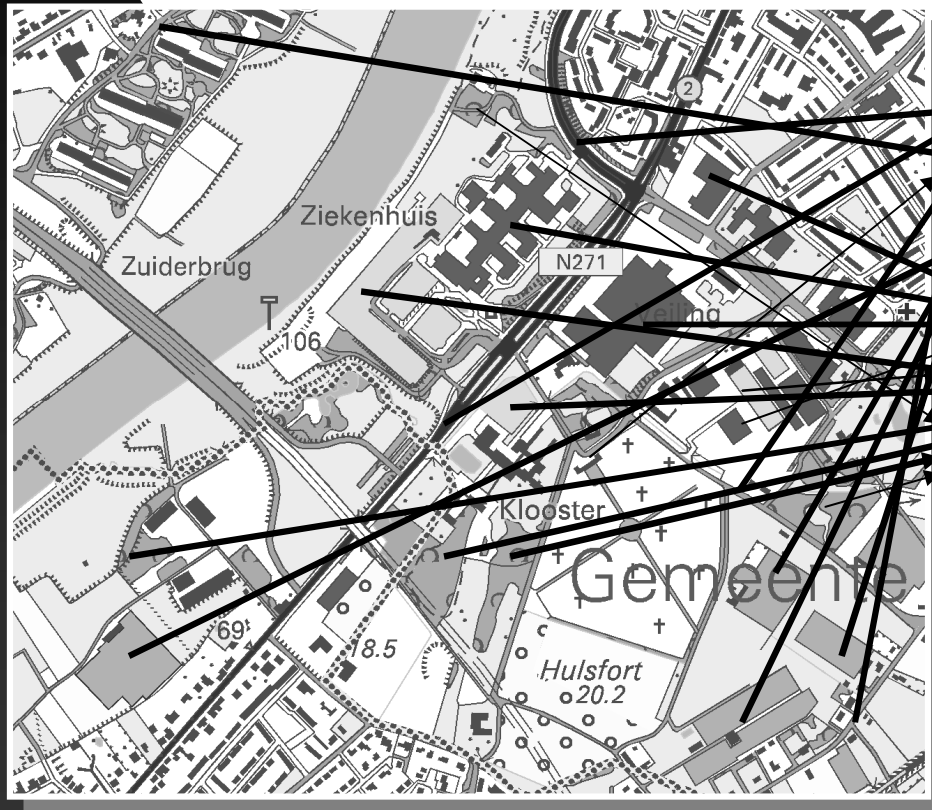 2
Ziekenhuis
Zuiderbrug
N271
Veiling
106
Klooster
Gemeente
69
18.5
Hulsfort
20.2